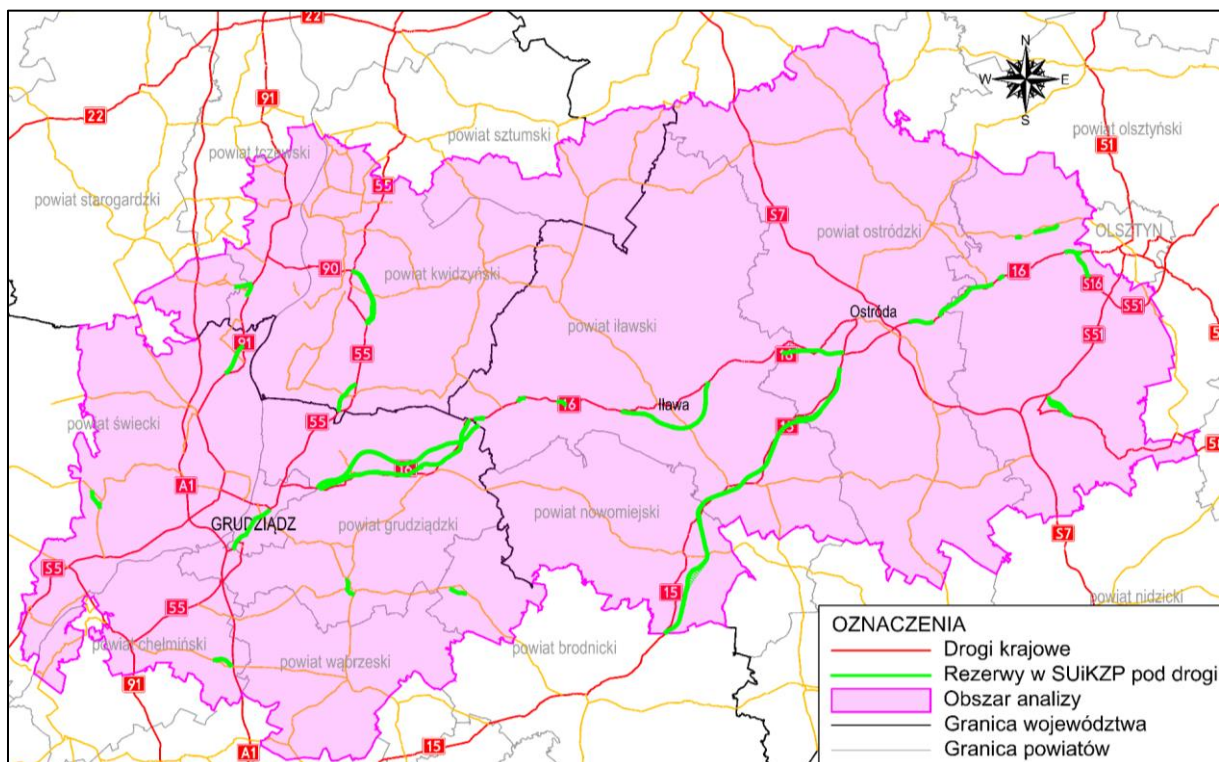 22
91
N
W
E
S
powiat olsztyński
51
22
powiat tczewski
powiat sztumski
55
powiat starogardzki
S7
powiat ostródzki
OLSZTYN
90
powiat kwidzyński
16
S16
S51
Ostróda
powiat iławski
91
55
S51
16
16
Iława
powiat świecki
55
15
16
A1
powiat grudziądzki
GRUDZIĄDZ
powiat nowomiejski
S7
S5
55
15
powiat nidzicki
powiat chełmiński
powiat wąbrzeski
powiat brodnicki
91
A1
15
OZNACZENIA
Drogi krajowe
Rezerwy w SUiKZP pod drogi
Obszar analizy
Granica województwa
Granica powiatów